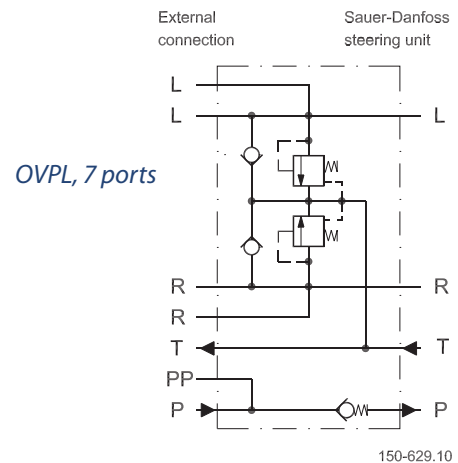 External connection
Sauer-Danfoss steering unit
L
L L
OVPL, 7 ports
R R
R
T T
PP
P P
150-629.10